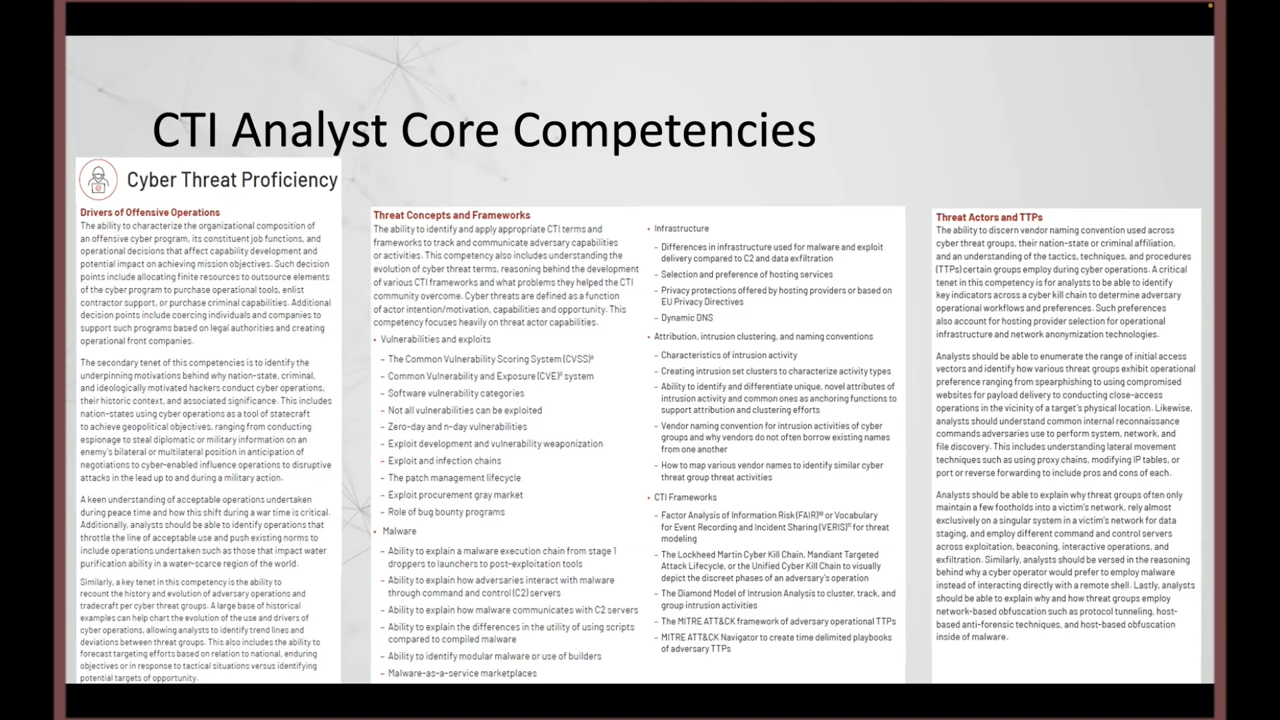 CTI Analyst Core Competencies
Cyber Threat Proficiency
Drivers of Offensive Operations
The ability to characterize the organizational composition of
an offensive cyber program, its constituent job functions, and
operational decisions that affect capability development and
potential impact on achieving mission objectives. Such decision
points include allocating finite resources to outsource elements
of the cyber program to purchase operational tools, enlist
contractor support, or purchase criminal capabilities. Additional
decision points include coercing individuals and companies to
support such programs based on legal authorities and creating
operational front companies.
The secondary tenet of this competencies is to identify the
underpinning motivations behind why nation-state, criminal,
and ideologically motivated hackers conduct cyber operations,
their historic context, and associated significance. This includes
nation-states using cyber operations as a tool of statecraft
to achieve geopolitical objectives, ranging from conducting
espionage to steal diplomatic or military information on an
enemy's bilateral or multilateral position in anticipation of
negotiations to cyber-enabled influence operations to disruptive
attacks in the lead up to and during a military action.
A keen understanding of acceptable operations undertaken
during peace time and how this shift during a war time is critical.
Additionally, analysts should be able to identify operations that
throttle the line of acceptable use and push existing norms to
include operations undertaken such as those that impact water
purification ability in a water-scarce region of the world.
Similarly, a key tenet in this competency is the ability to
recount the history and evolution of adversary operations and
tradecraft per cyber threat groups. A large base of historical
examples can help chart the evolution of the use and drivers of
cyber operations, allowing analysts to identify trend lines and
deviations between threat groups. This also includes the ability to
forecast targeting efforts based on relation to national, enduring
objectives or in response to tactical situations versus identifying
potential targets of opportunity.
Threat Concepts and Frameworks
The ability to identify and apply appropriate CTI terms and
frameworks to track and communicate adversary capabilities
or activities. This competency also includes understanding the
evolution of cyber threat terms, reasoning behind the development
of various CTI frameworks and what problems they helped the CTI
community overcome. Cyber threats are defined as a function
of actor intention/motivation, capabilities and opportunity. This
competency focuses heavily on threat actor capabilities.
• Vulnerabilities and exploits
– The Common Vulnerability Scoring System (CVSS)⁸
– Common Vulnerability and Exposure (CVE)⁹ system
– Software vulnerability categories
– Not all vulnerabilities can be exploited
– Zero-day and n-day vulnerabilities
– Exploit development and vulnerability weaponization
– Exploit and infection chains
– The patch management lifecycle
– Exploit procurement gray market
– Role of bug bounty programs
• Malware
– Ability to explain a malware execution chain from stage 1
droppers to launchers to post-exploitation tools
– Ability to explain how adversaries interact with malware
through command and control (C2) servers
– Ability to explain how malware communicates with C2 servers
– Ability to explain the differences in the utility of using scripts
compared to compiled malware
– Ability to identify modular malware or use of builders
– Malware-as-a-service marketplaces
• Infrastructure
– Differences in infrastructure used for malware and exploit
delivery compared to C2 and data exfiltration
– Selection and preference of hosting services
– Privacy protections offered by hosting providers or based on
EU Privacy Directives
– Dynamic DNS
• Attribution, intrusion clustering, and naming conventions
– Characteristics of intrusion activity
– Creating intrusion set clusters to characterize activity types
– Ability to identify and differentiate unique, novel attributes of
intrusion activity and common ones as anchoring functions to
support attribution and clustering efforts
– Vendor naming convention for intrusion activities of cyber
groups and why vendors do not often borrow existing names
from one another
– How to map various vendor names to identify similar cyber
threat group threat activities
• CTI Frameworks
– Factor Analysis of Information Risk (FAIR)¹⁰ or Vocabulary
for Event Recording and Incident Sharing (VERIS)¹¹ for threat
modeling
– The Lockheed Martin Cyber Kill Chain, Mandiant Targeted
Attack Lifecycle, or the Unified Cyber Kill Chain to visually
depict the discreet phases of an adversary's operation
– The Diamond Model of Intrusion Analysis to cluster, track, and
group intrusion activities
– The MITRE ATT&CK framework of adversary operational TTPs
– MITRE ATT&CK Navigator to create time delimited playbooks
of adversary TTPs
Threat Actors and TTPs
The ability to discern vendor naming convention used across
cyber threat groups, their nation-state or criminal affiliation,
and an understanding of the tactics, techniques, and procedures
(TTPs) certain groups employ during cyber operations. A critical
tenet in this competency is for analysts to be able to identify
key indicators across a cyber kill chain to determine adversary
operational workflows and preferences. Such preferences
also account for hosting provider selection for operational
infrastructure and network anonymization technologies.
Analysts should be able to enumerate the range of initial access
vectors and identify how various threat groups exhibit operational
preference ranging from spearphishing to using compromised
websites for payload delivery to conducting close-access
operations in the vicinity of a target's physical location. Likewise,
analysts should understand common internal reconnaissance
commands adversaries use to perform system, network, and
file discovery. This includes understanding lateral movement
techniques such as using proxy chains, modifying IP tables, or
port or reverse forwarding to include pros and cons of each.
Analysts should be able to explain why threat groups often only
maintain a few footholds into a victim's network, rely almost
exclusively on a singular system in a victim's network for data
staging, and employ different command and control servers
across exploitation, beaconing, interactive operations, and
exfiltration. Similarly, analysts should be versed in the reasoning
behind why a cyber operator would prefer to employ malware
instead of interacting directly with a remote shell. Lastly, analysts
should be able to explain why and how threat groups employ
network-based obfuscation such as protocol tunneling, host-
based anti-forensic techniques, and host-based obfuscation
inside of malware.